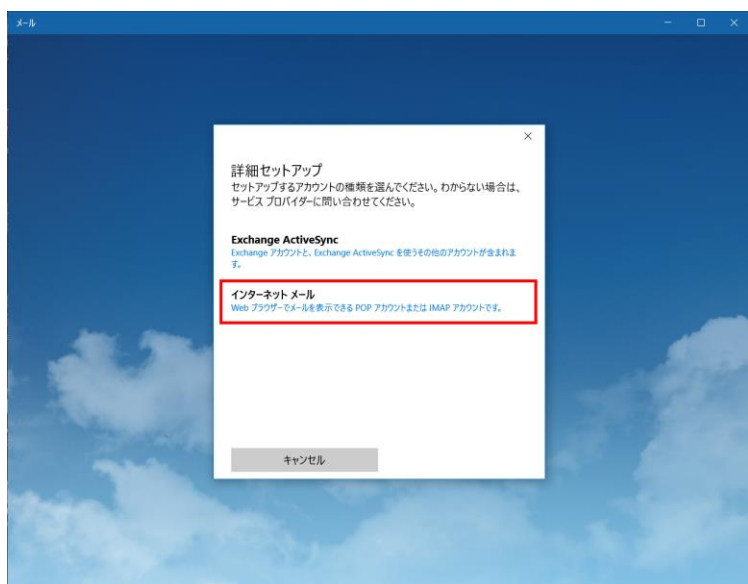 メール
詳細セットアップ
セットアップするアカウントの種類を選んでください。わからない場合は、
サービス プロバイダーに問い合わせてください。
Exchange ActiveSync
Exchange アカウントと、Exchange ActiveSync を使うその他のアカウントが含まれま
す。
インターネット メール
Web ブラウザーでメールを表示できる POP アカウントまたは IMAP アカウントです。
キャンセル